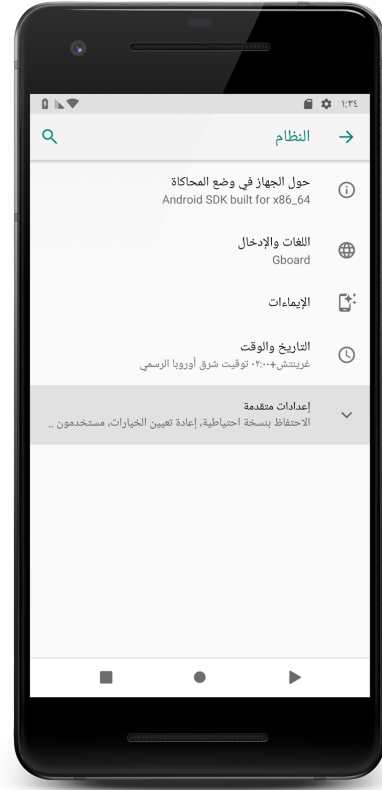 ١:٣٤
النظام
حول الجهاز في وضع المحاكاة
Android SDK built for x86_64
اللغات والإدخال
Gboard
الإيماءات
التاريخ والوقت
غرينتش+٠٢:٠٠ توقيت شرق أوروبا الرسمي
إعدادات متقدمة
الاحتفاظ بنسخة احتياطية، إعادة تعيين الخيارات، مستخدمون ..